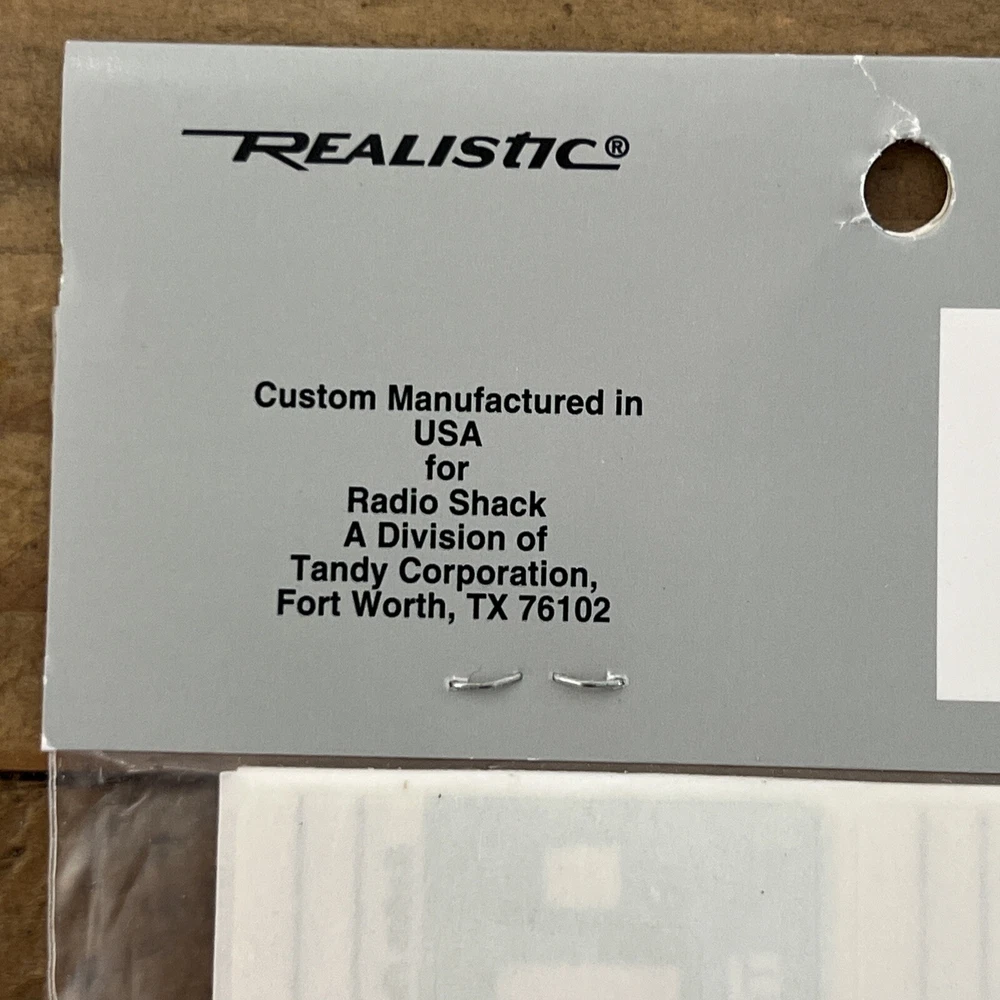 REALISTIC®
Custom Manufactured in
USA
for
Radio Shack
A Division of
Tandy Corporation,
Fort Worth, TX 76102